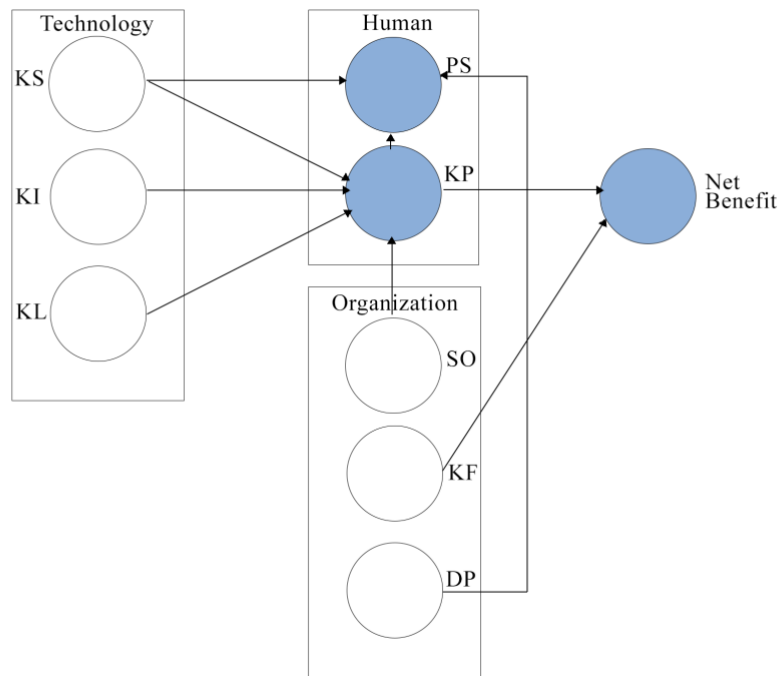 Technology
Human
KS
PS
KI
KP
Net
Benefit
KL
Organization
SO
KF
DP